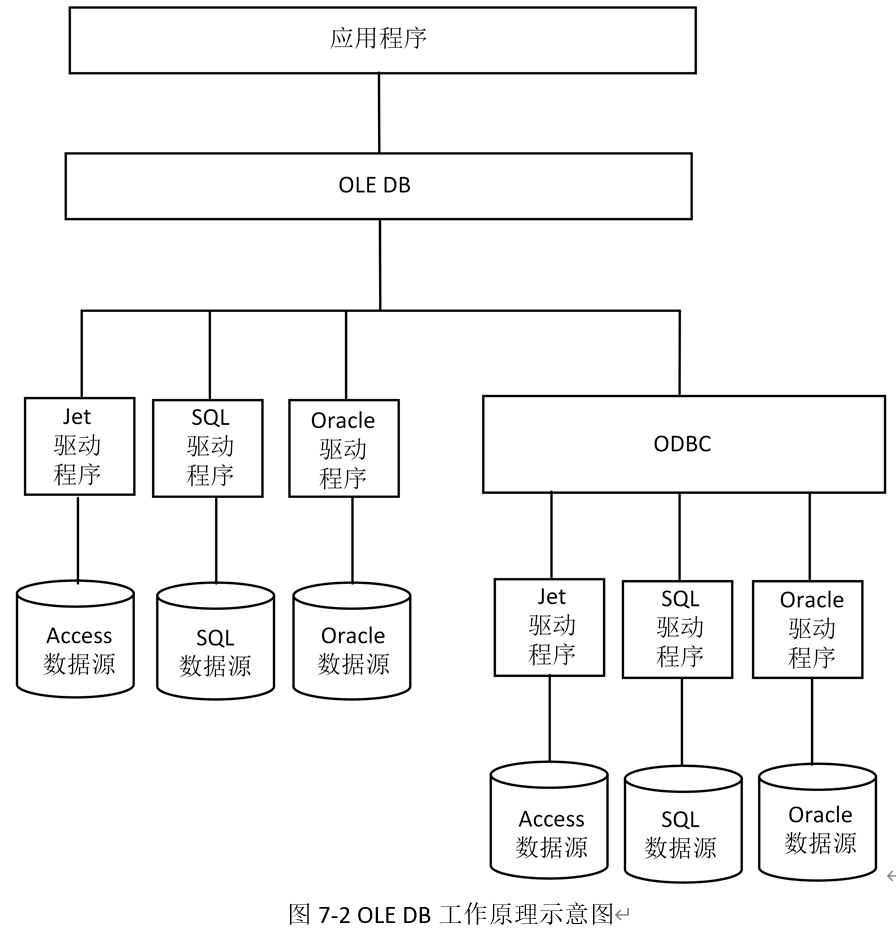 应用程序
OLE DB
Jet
驱动
程序
SQL
驱动
程序
Oracle
驱动
程序
ODBC
Access
数据源
SQL
数据源
Oracle
数据源
Jet
驱动
程序
SQL
驱动
程序
Oracle
驱动
程序
Access
数据源
SQL
数据源
Oracle
数据源
图 7-2 OLE DB 工作原理示意图